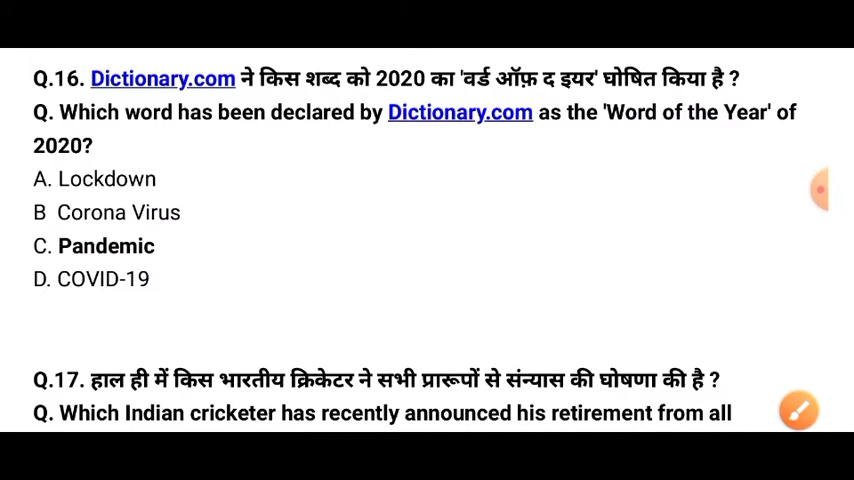 Q.16. Dictionary.com ने किस शब्द को 2020 का 'वर्ड ऑफ़ द इयर' घोषित किया है ?
Q. Which word has been declared by Dictionary.com as the 'Word of the Year' of
2020?
A. Lockdown
B Corona Virus
C. Pandemic
D. COVID-19
Q.17. हाल ही में किस भारतीय क्रिकेटर ने सभी प्रारूपों से संन्यास की घोषणा की है ?
Q. Which Indian cricketer has recently announced his retirement from all